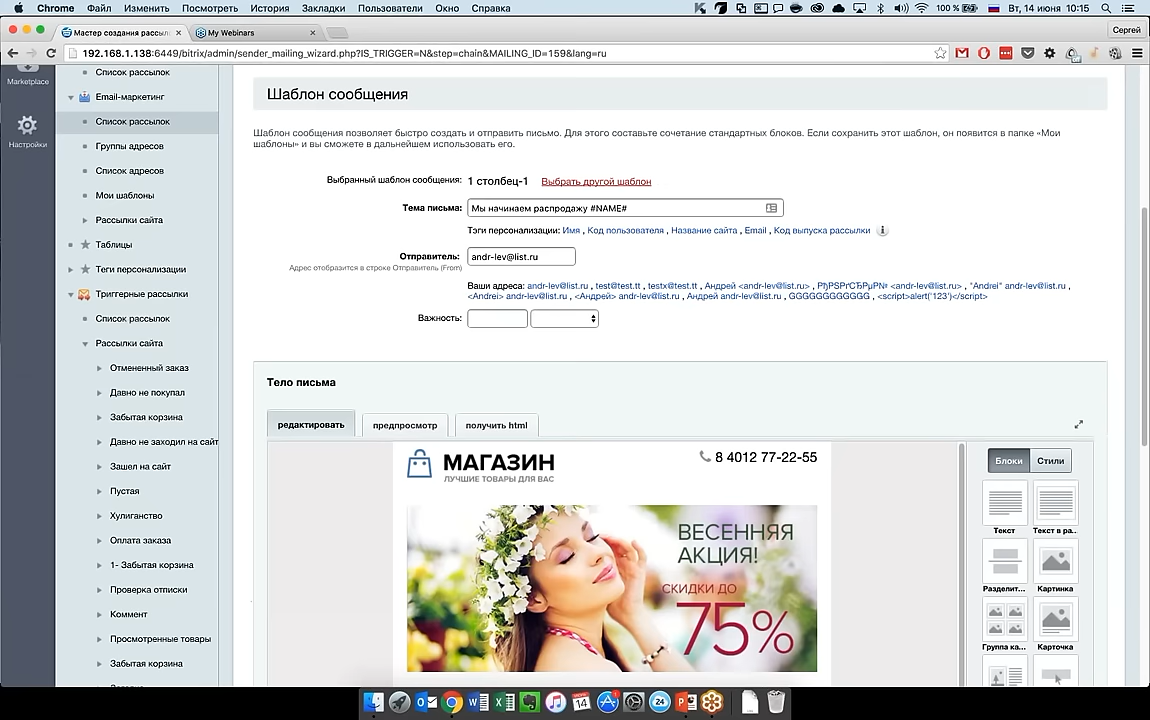 Chrome Файл Изменить Посмотреть История Закладки Пользователи Окно Справка 100 % Вт, 14 июня 10:15
Мастер создания рассыл My Webinars Сергей
192.168.1.138:6449/bitrix/admin/sender_mailing_wizard.php?IS_TRIGGER=N&step=chain&MAILING_ID=159&lang=ru
Marketplace
Настройки
Список рассылок
Email-маркетинг
Список рассылок
Группы адресов
Список адресов
Мои шаблоны
Рассылки сайта
Таблицы
Теги персонализации
Триггерные рассылки
Список рассылок
Рассылки сайта
Отмененный заказ
Давно не покупал
Забытая корзина
Давно не заходил на сайт
Зашел на сайт
Пустая
Хулиганство
Оплата заказа
1- Забытая корзина
Проверка отписки
Коммент
Просмотренные товары
Забытая корзина
Шаблон сообщения
Шаблон сообщения позволяет быстро создать и отправить письмо. Для этого составьте сочетание стандартных блоков. Если сохранить этот шаблон, он появится в папке «Мои
шаблоны» и вы сможете в дальнейшем использовать его.
Выбранный шаблон сообщения: 1 столбец-1 Выбрать другой шаблон
Тема письма: Мы начинаем распродажу #NAME#
Тэги персонализации: Имя , Код пользователя , Название сайта , Email , Код выпуска рассылки
Отправитель: andr-lev@list.ru
Адрес отобразится в строке Отправитель (From)
Ваши адреса: andr-lev@list.ru , test@test.tt , testx@test.tt , Андрей <andr-lev@list.ru> , РђРЅРґСЂРµР№ <andr-lev@list.ru> , "Andrei" andr-lev@list.ru ,
<Andrei> andr-lev@list.ru , <Андрей> andr-lev@list.ru , Андрей andr-lev@list.ru , GGGGGGGGGGGG , <script>alert('123')</script>
Важность:
Тело письма
редактировать предпросмотр получить html
МАГАЗИН
ЛУЧШИЕ ТОВАРЫ ДЛЯ ВАС
8 4012 77-22-55
ВЕСЕННЯЯ
АКЦИЯ!
СКИДКИ ДО
75%
Блоки Стили
Текст Текст в ра..
Разделит... Картинка
Группа ка... Карточка
14 24